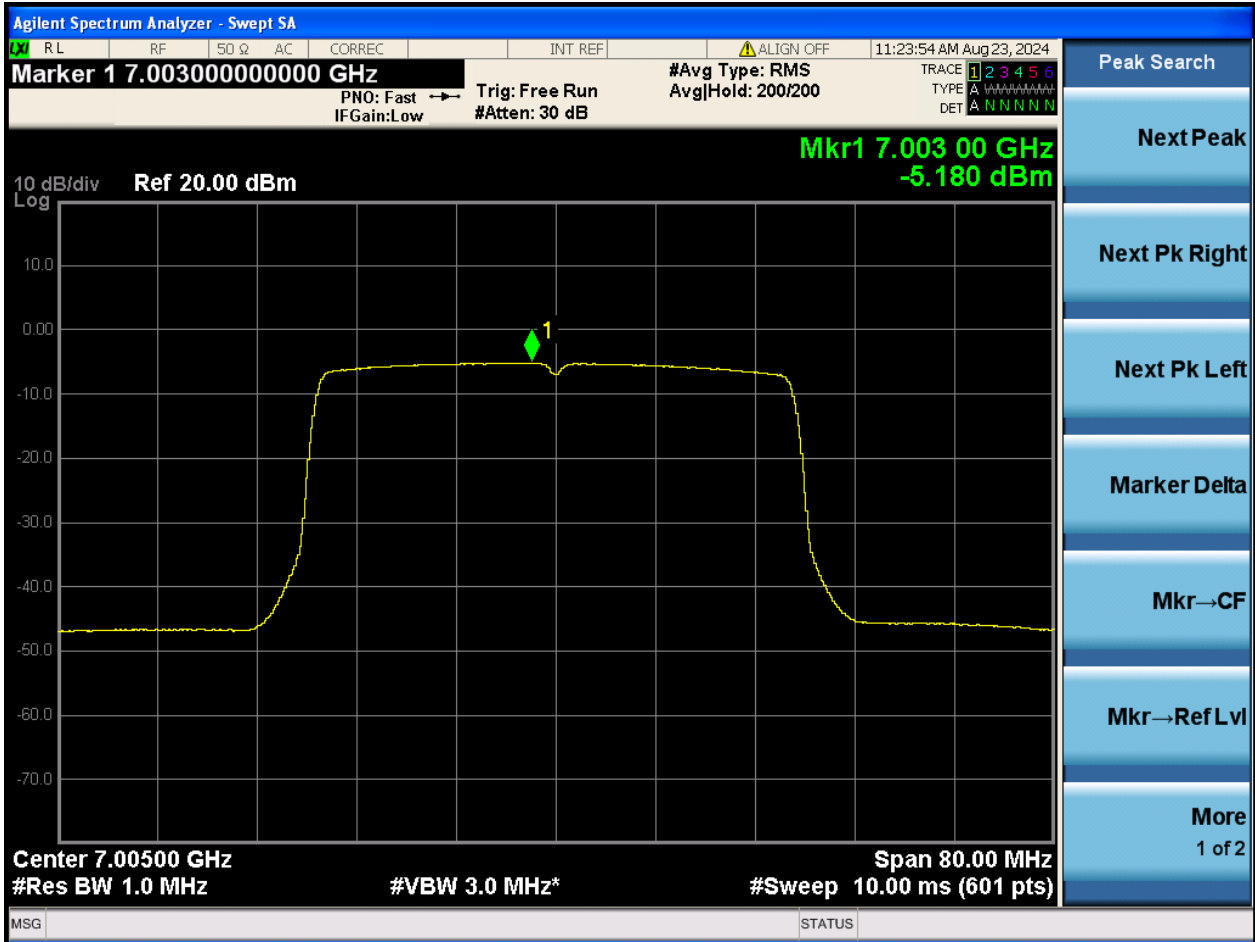 Agilent Spectrum Analyzer - Swept SA
LXI RL RF 50 Ω AC CORREC INT REF ALIGN OFF 11:23:54 AM Aug 23, 2024
Marker 1 7.003000000000 GHz
PNO: Fast
IFGain:Low
Trig: Free Run
#Atten: 30 dB
#Avg Type: RMS
Avg|Hold: 200/200
TRACE 1 2 3 4 5 6
TYPE A WWWWW
DET A N N N N N
Mkr1 7.003 00 GHz
-5.180 dBm
10 dB/div Ref 20.00 dBm
Log
10.0
0.00
-10.0
-20.0
-30.0
-40.0
-50.0
-60.0
-70.0
1
Center 7.00500 GHz Span 80.00 MHz
#Res BW 1.0 MHz #VBW 3.0 MHz* #Sweep 10.00 ms (601 pts)
MSG STATUS
Peak Search
Next Peak
Next Pk Right
Next Pk Left
Marker Delta
Mkr→CF
Mkr→Ref Lvl
More
1 of 2